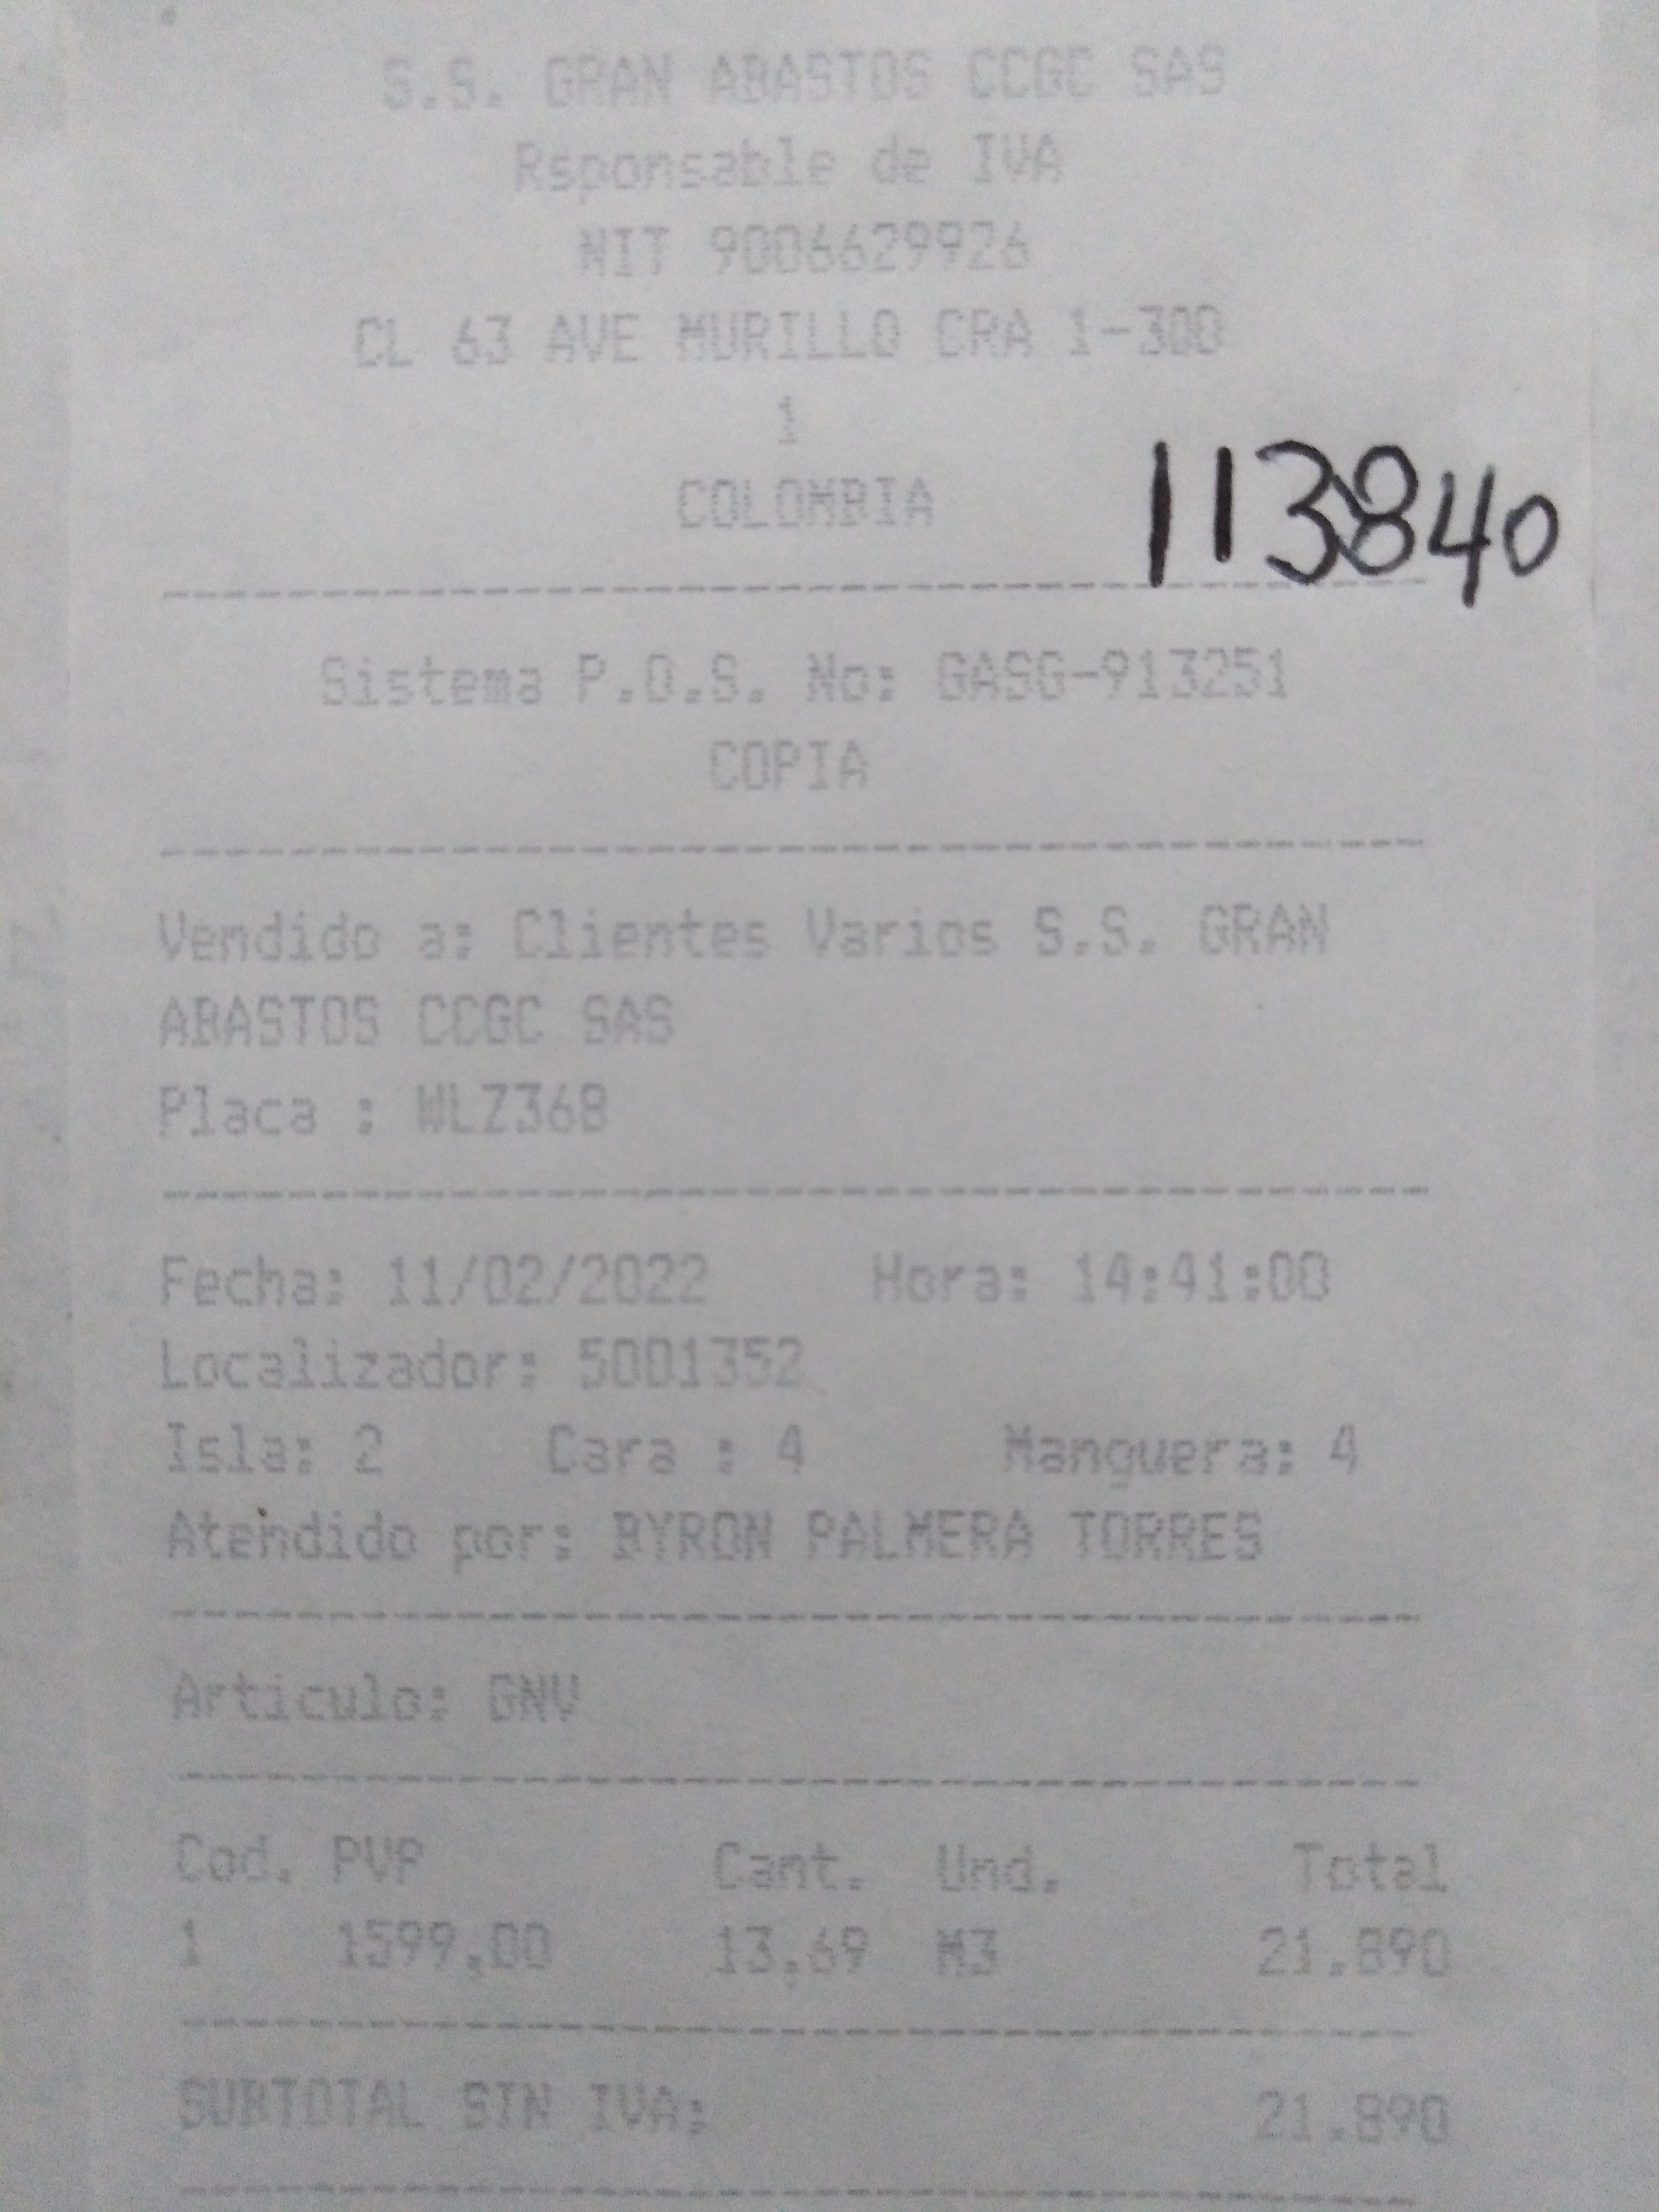 S.S. GRAN ABASTOS CCGC SAS
Rsponsable de IVA
NIT 9006629926
CL 63 AVE MURILLO CRA 1-300
1
COLOMBIA
113840
Sistema P.O.S. No: GASG-913251
COPIA
Vendido a: Clientes Varios S.S. GRAN
ABASTOS CCGC SAS
Placa : WLZ368
Fecha: 11/02/2022 Hora: 14:41:00
Localizador: 5001352
Isla: 2 Cara : 4 Manguera: 4
Atendido por: BYRON PALMERA TORRES
Articulo: GNV
Cod. PVP Cant. Und. Total
1 1599,00 13,69 M3 21.890
SUBTOTAL SIN IVA: 21.890